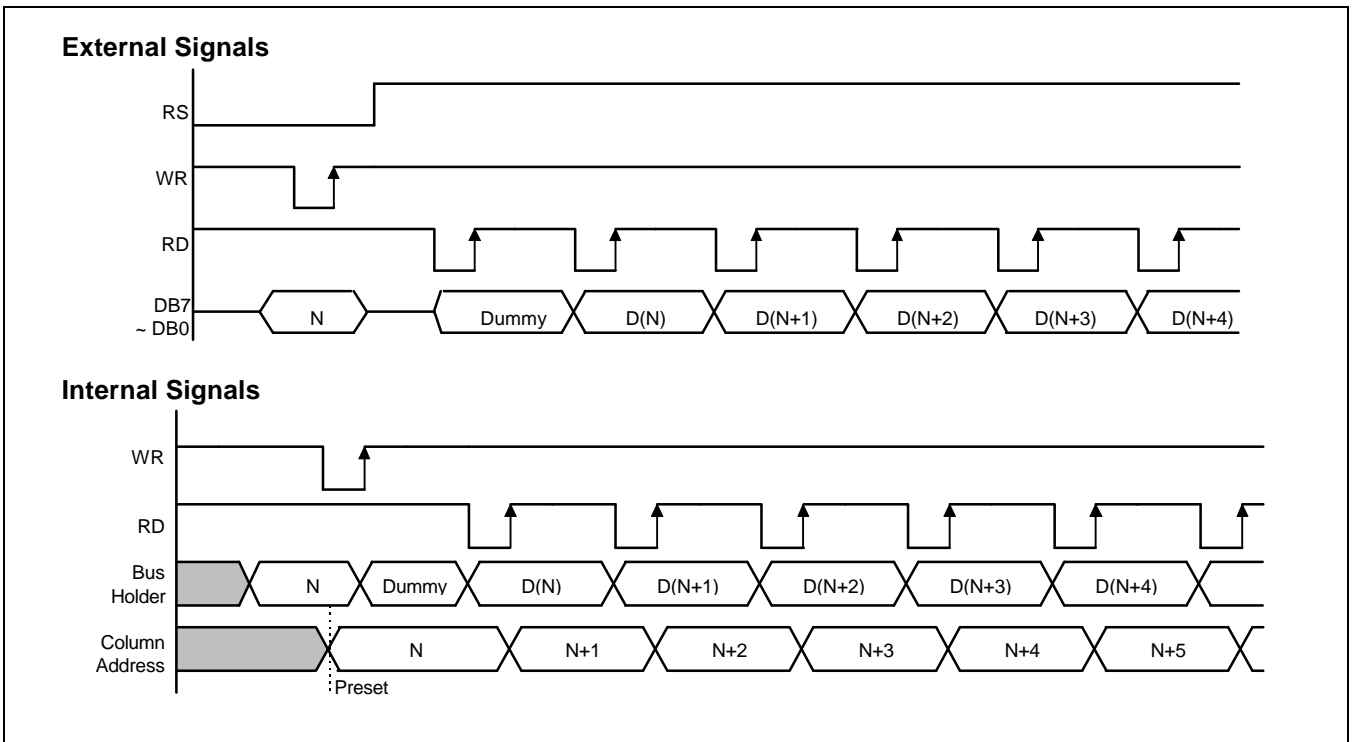 External Signals
RS
WR
RD
DB7
~ DB0
N
Dummy
D(N)
D(N+1)
D(N+2)
D(N+3)
D(N+4)
Internal Signals
WR
RD
Bus
Holder
N
Dummy
D(N)
D(N+1)
D(N+2)
D(N+3)
D(N+4)
Column
Address
N
N+1
N+2
N+3
N+4
N+5
Preset